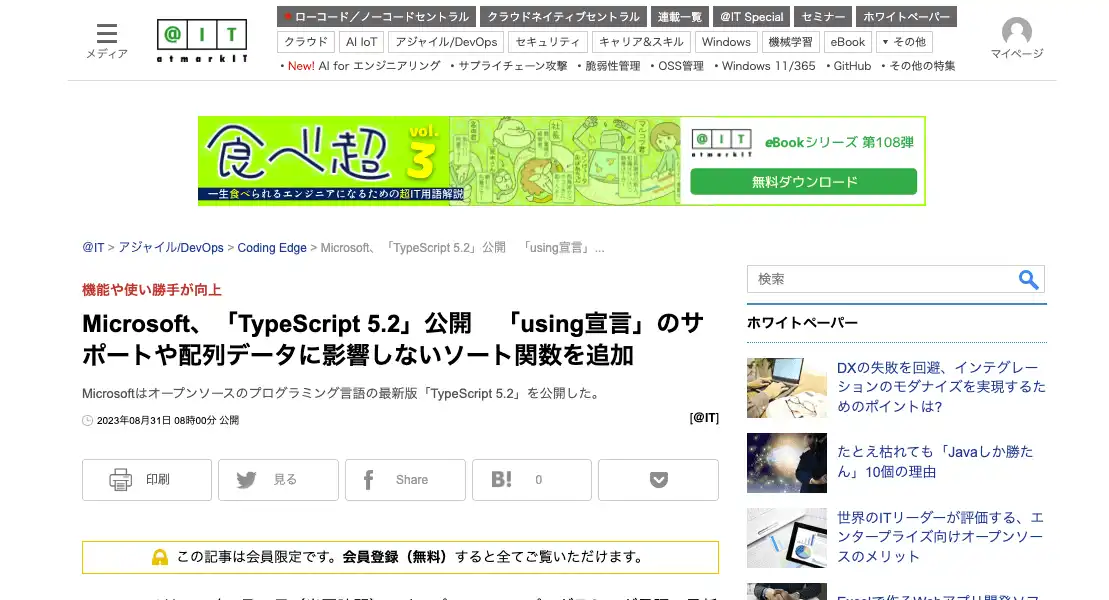 ローコード／ノーコードセントラル
クラウドネイティブセントラル
連載一覧
@IT Special
セミナー
ホワイトペーパー
メディア
@IT
atmarkIT
クラウド
AI IoT
アジャイル/DevOps
セキュリティ
キャリア&スキル
Windows
機械学習
eBook
▼ その他
マイページ
・New! AI for エンジニアリング ・サプライチェーン攻撃 ・脆弱性管理 ・OSS管理 ・Windows 11/365 ・GitHub ・その他の特集
食べ超
vol.3
一生食べられるエンジニアになるための超IT用語解説
@IT
atmarkIT
eBookシリーズ 第108弾
無料ダウンロード
@IT > アジャイル/DevOps > Coding Edge > Microsoft、「TypeScript 5.2」公開　「using宣言」...
機能や使い勝手が向上
Microsoft、「TypeScript 5.2」公開　「using宣言」のサ
ポートや配列データに影響しないソート関数を追加
Microsoftはオープンソースのプログラミング言語の最新版「TypeScript 5.2」を公開した。
2023年08月31日 08時00分 公開
[@IT]
印刷
見る
Share
B! 0
この記事は会員限定です。会員登録（無料）すると全てご覧いただけます。
検索
ホワイトペーパー
DXの失敗を回避、インテグレー
ションのモダナイズを実現するた
めのポイントは?
たとえ枯れても「Javaしか勝た
ん」10個の理由
世界のITリーダーが評価する、エ
ンタープライズ向けオープンソー
スのメリット